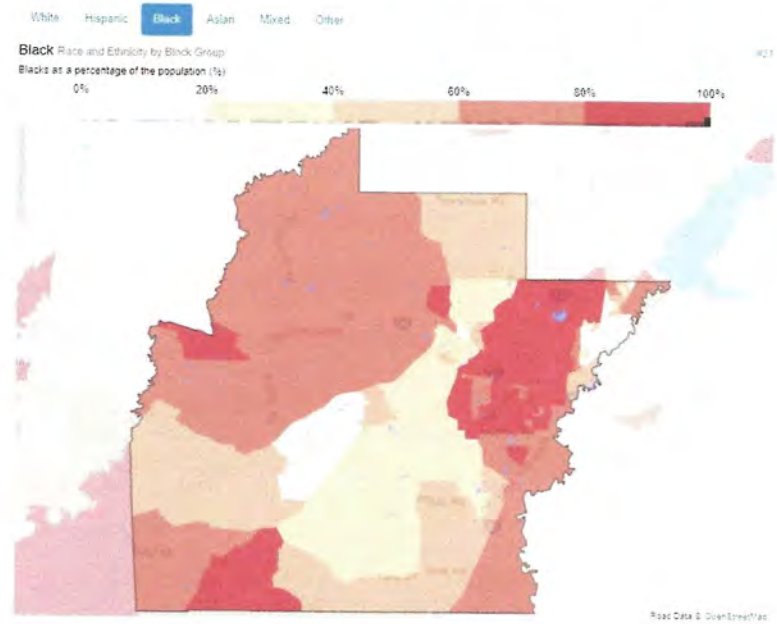 White Hispanic Black Asian Mixed Other
Black Race and Ethnicity by Block Group
#21
Blacks as a percentage of the population (%)
0% 20% 40% 60% 80% 100%
Road Data © OpenStreetMap